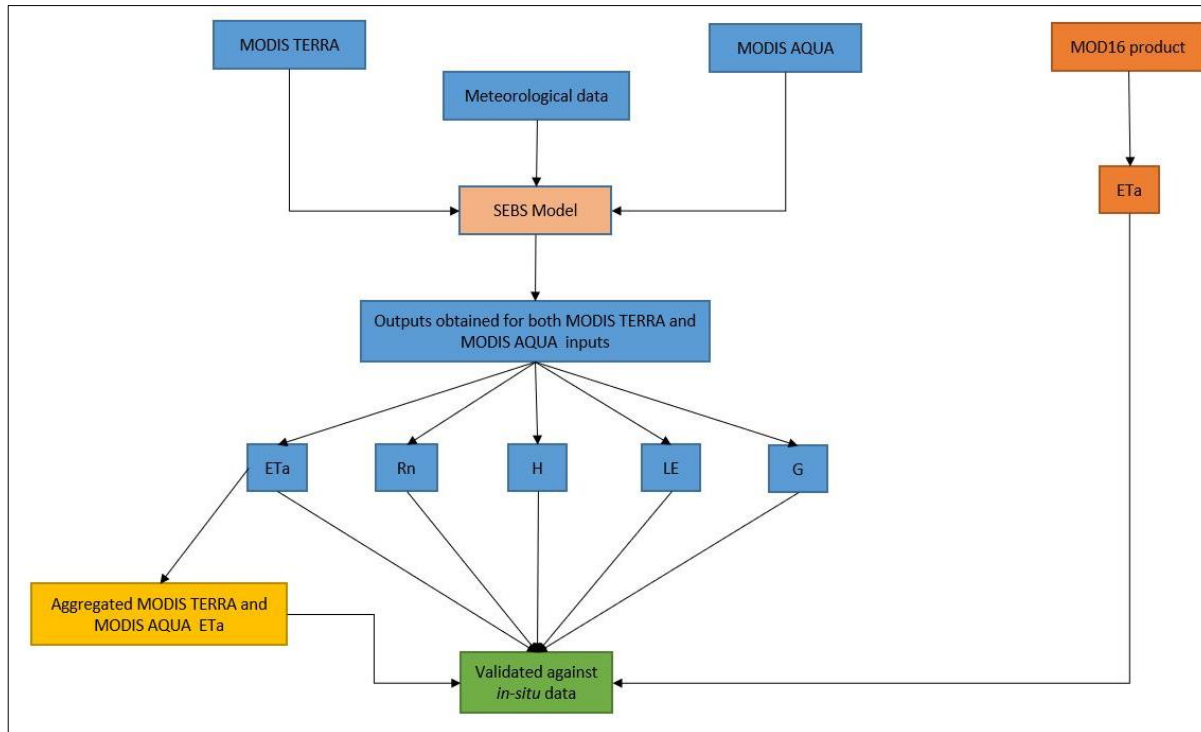 MODIS TERRA
MODIS AQUA
MOD16 product
Meteorological data
ETa
SEBS Model
Outputs obtained for both MODIS TERRA and
MODIS AQUA inputs
ETa
Rn
H
LE
G
Aggregated MODIS TERRA and
MODIS AQUA ETa
Validated against
in-situ data